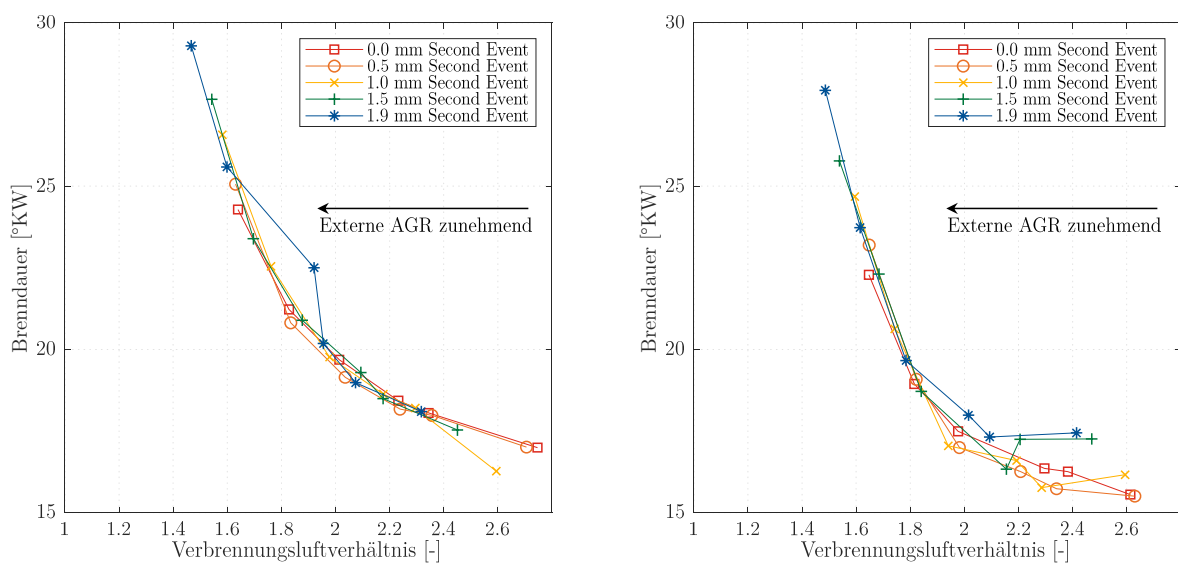 30
25
20
15
Brenndauer [°KW]
0.0 mm Second Event
0.5 mm Second Event
1.0 mm Second Event
1.5 mm Second Event
1.9 mm Second Event
Externe AGR zunehmend
1 1.2 1.4 1.6 1.8 2 2.2 2.4 2.6
Verbrennungsluftverhältnis [-]
30
25
20
15
Brenndauer [°KW]
0.0 mm Second Event
0.5 mm Second Event
1.0 mm Second Event
1.5 mm Second Event
1.9 mm Second Event
Externe AGR zunehmend
1 1.2 1.4 1.6 1.8 2 2.2 2.4 2.6
Verbrennungsluftverhältnis [-]